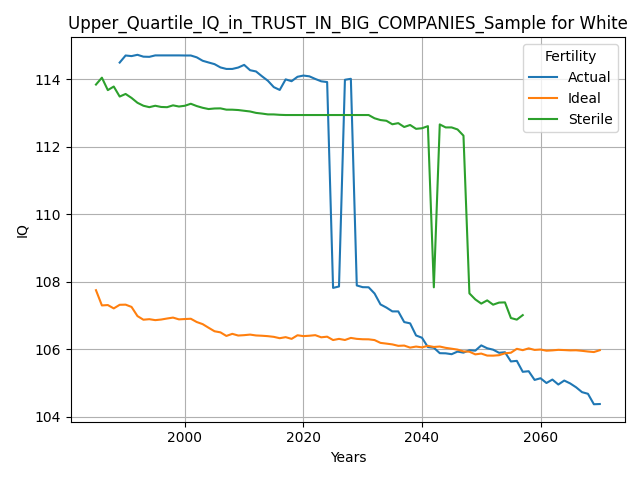 Upper_Quartile_IQ_in_TRUST_IN_BIG_COMPANIES_Sample for White
Fertility
Actual
Ideal
Sterile
114
112
110
108
106
104
IQ
2000
2020
2040
2060
Years